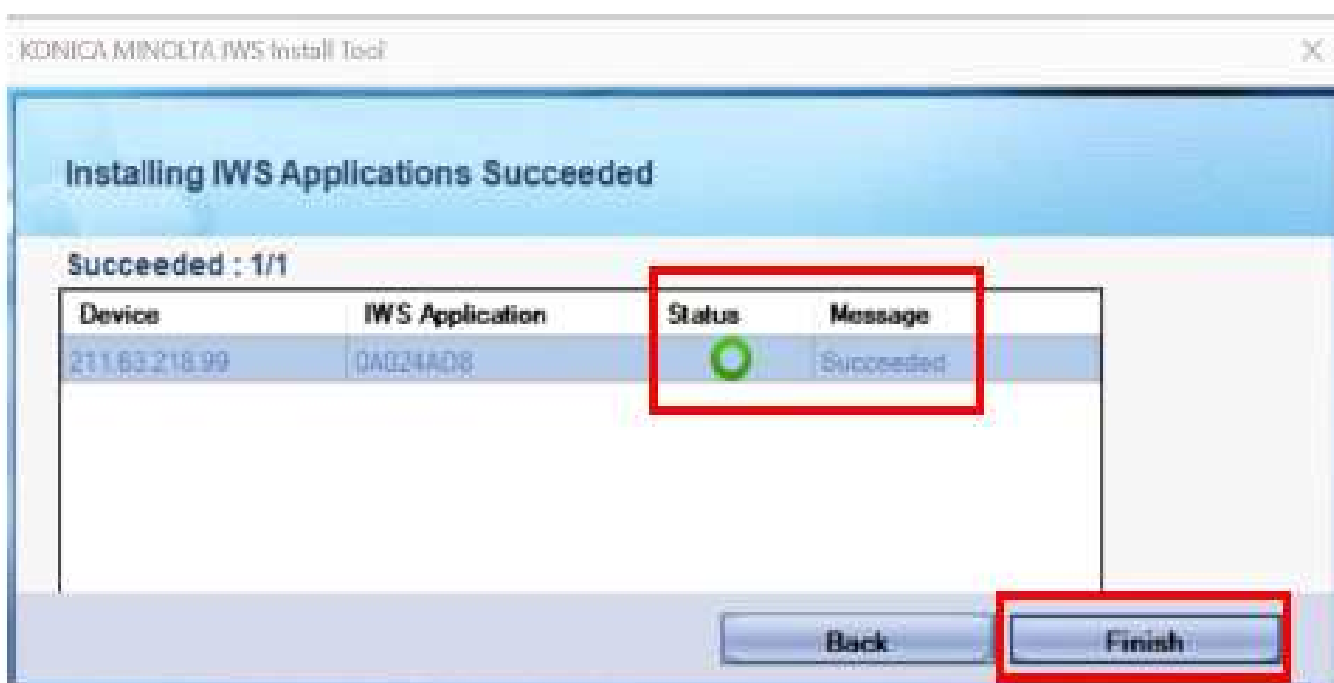 KONICA MINOLTA IWS Install Tool
Installing IWS Applications Succeeded
Succeeded : 1/1
Device IWS Application Status Message
211.63.218.99 0A024AD8 Succeeded
Back Finish